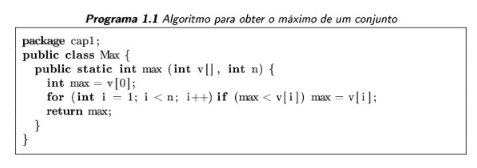 Programa 1.1 Algoritmo para obter o máximo de um conjunto
package cap1;
public class Max {
public static int max (int v[], int n) {
int max = v[0];
for (int i = 1; i < n; i++) if (max < v[i]) max = v[i];
return max;
}
}